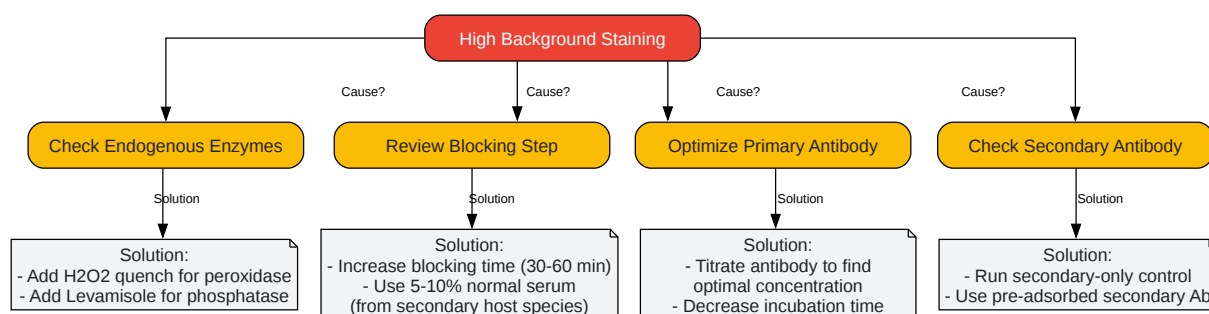 High Background Staining
Cause?
Cause?
Cause?
Cause?
Check Endogenous Enzymes
Review Blocking Step
Optimize Primary Antibody
Check Secondary Antibody
Solution
Solution
Solution
Solution
Solution:
- Add H2O2 quench for peroxidase
- Add Levamisole for phosphatase
Solution:
- Increase blocking time (30-60 min)
- Use 5-10% normal serum
(from secondary host species)
Solution:
- Titrate antibody to find
optimal concentration
- Decrease incubation time
Solution:
- Run secondary-only control
- Use pre-adsorbed secondary Ab